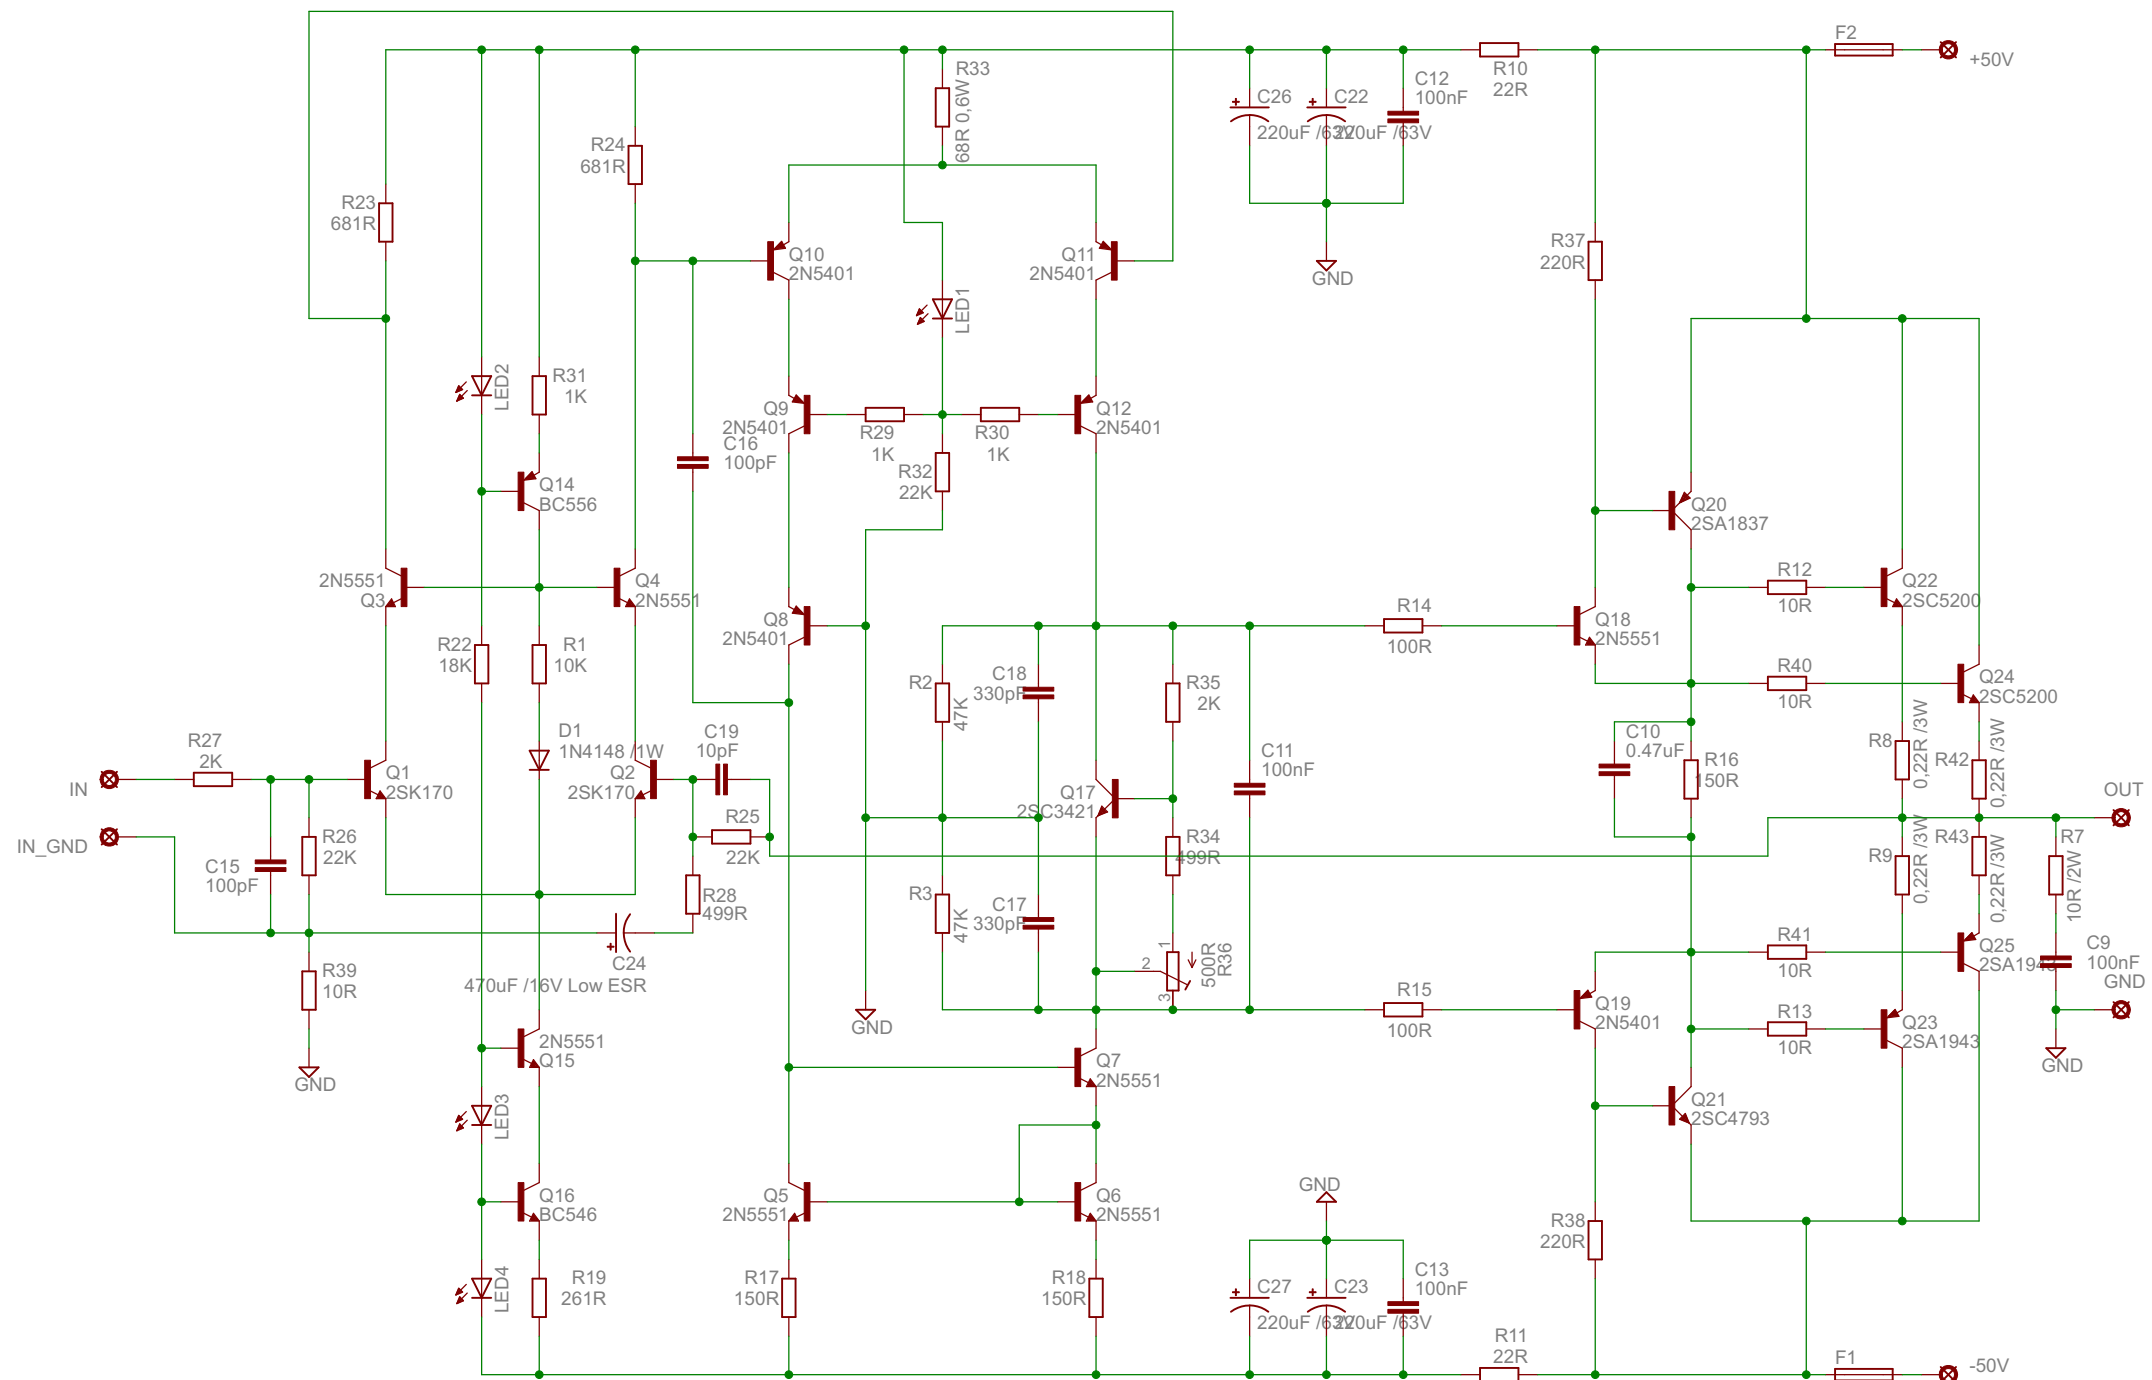 F2
+50V
R10
22R
R33
68R 0,6W
C26
220uF /63V
C22
220uF /63V
C12
100nF
GND
R24
681R
R23
681R
R37
220R
Q10
2N5401
Q11
2N5401
LED1
LED2
R31
1K
Q9
2N5401
R29
1K
R30
1K
Q12
2N5401
C16
100pF
R32
22K
Q14
BC556
Q20
2SA1837
2N5551
Q3
Q4
2N5551
R12
10R
Q22
2SC5200
Q8
2N5401
R14
100R
Q18
2N5551
R22
18K
R1
10K
R2
47K
C18
330pF
R35
2K
R40
10R
Q24
2SC5200
R27
2K
D1
1N4148 /1W
C19
10pF
C11
100nF
C10
0.47uF
R16
150R
R8
0,22R /3W
R42
0,22R /3W
IN
Q1
2SK170
Q2
2SK170
Q17
2SC3421
OUT
IN_GND
R26
22K
C15
100pF
R25
22K
R28
499R
R34
499R
R9
0,22R /3W
R43
0,22R /3W
R7
10R /2W
R3
47K
C17
330pF
C24
470uF /16V Low ESR
R39
10R
GND
1
2
3
500R
R36
R41
10R
Q25
2SA1943
C9
100nF
GND
GND
GND
R15
100R
Q19
2N5401
R13
10R
Q23
2SA1943
2N5551
Q15
Q7
2N5551
LED3
Q21
2SC4793
Q16
BC546
Q5
2N5551
Q6
2N5551
GND
R38
220R
LED4
R19
261R
R17
150R
R18
150R
C27
220uF /63V
C23
220uF /63V
C13
100nF
R11
22R
F1
-50V